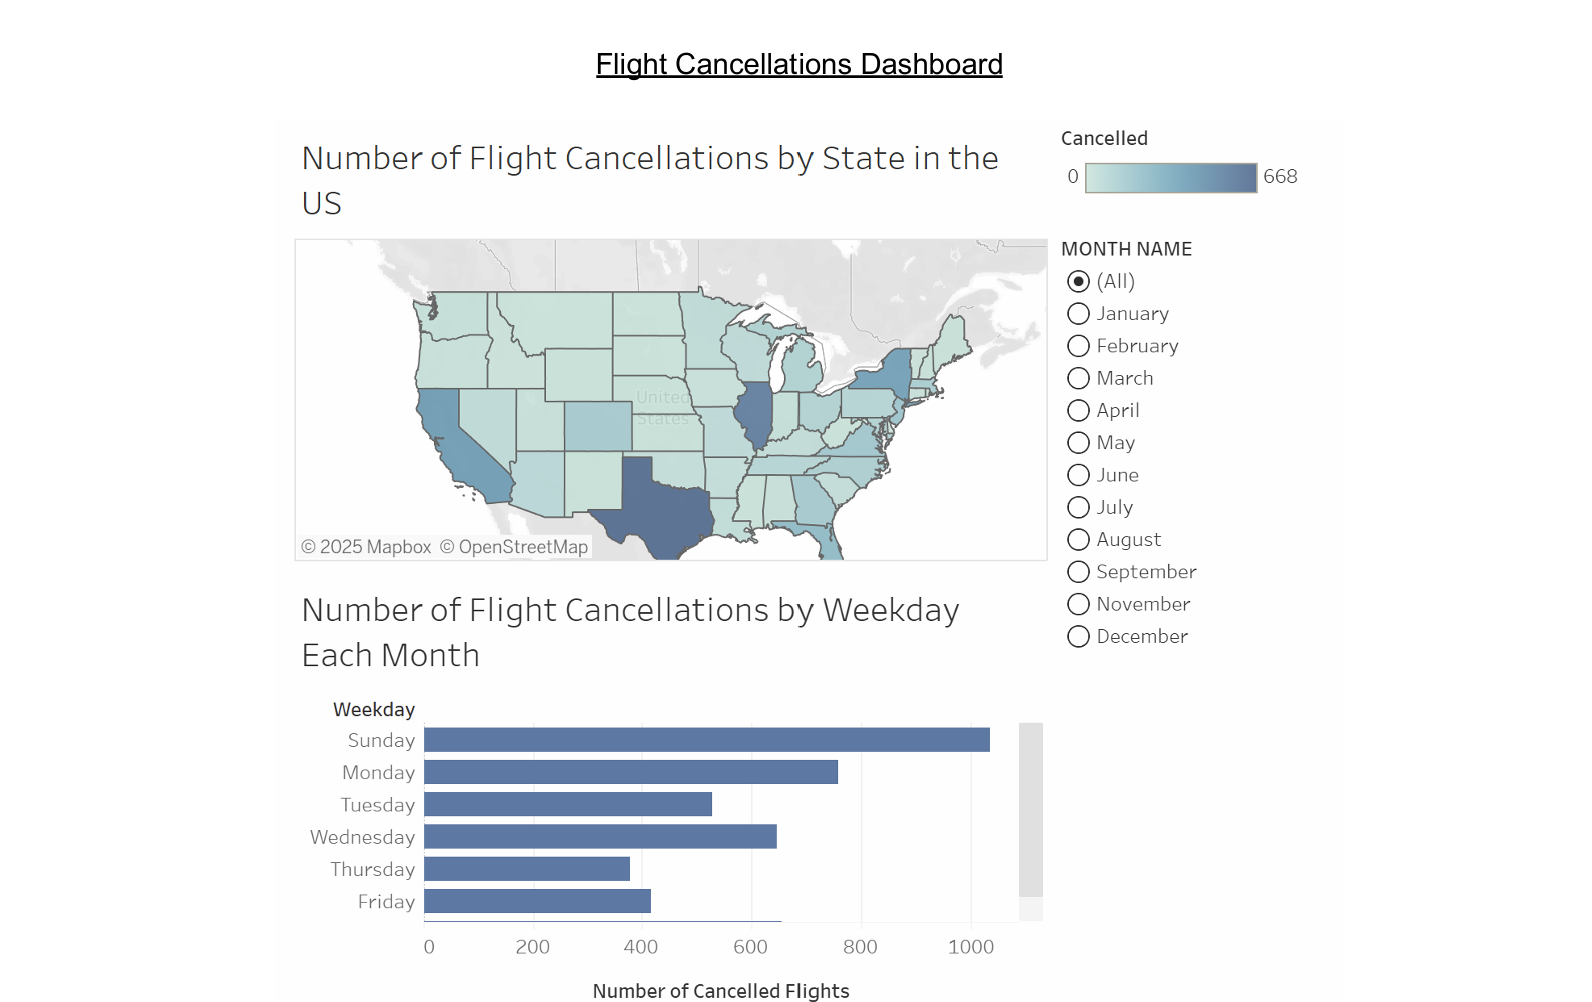 Flight Cancellations Dashboard
Number of Flight Cancellations by State in the
US
United
States
© 2025 Mapbox © OpenStreetMap
Cancelled
0 668
MONTH NAME
(All)
January
February
March
April
May
June
July
August
September
November
December
Number of Flight Cancellations by Weekday
Each Month
Weekday
Sunday
Monday
Tuesday
Wednesday
Thursday
Friday
0 200 400 600 800 1000
Number of Cancelled Flights